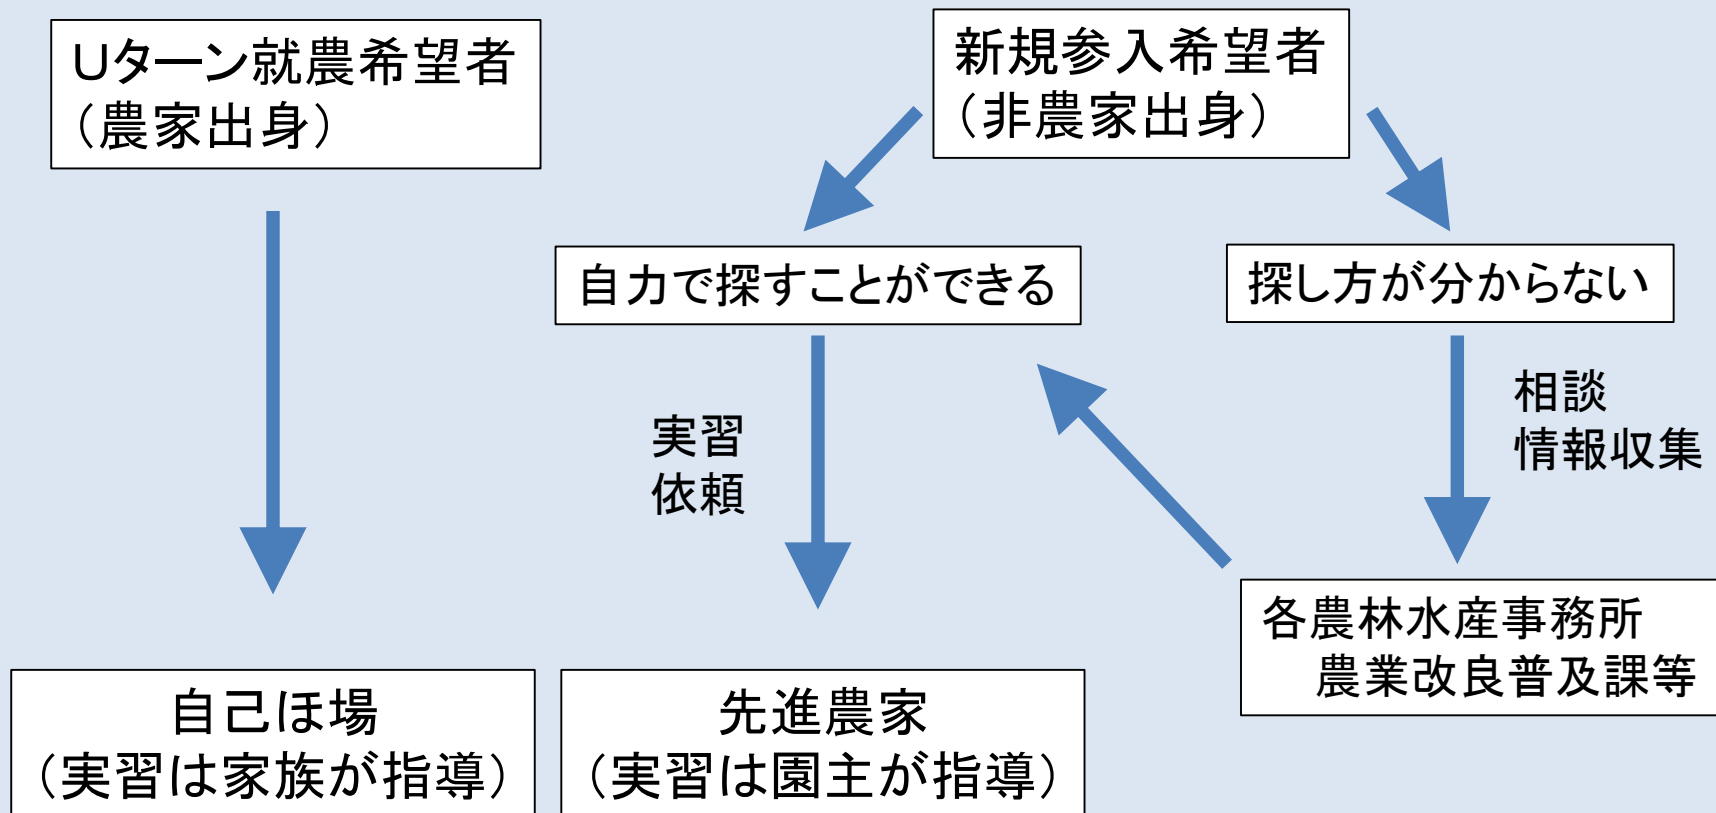 Uターン就農希望者
（農家出身）
新規参入希望者
（非農家出身）
自力で探すことができる
探し方が分からない
実習
依頼
相談
情報収集
各農林水産事務所
農業改良普及課等
自己ほ場
（実習は家族が指導）
先進農家
（実習は園主が指導）